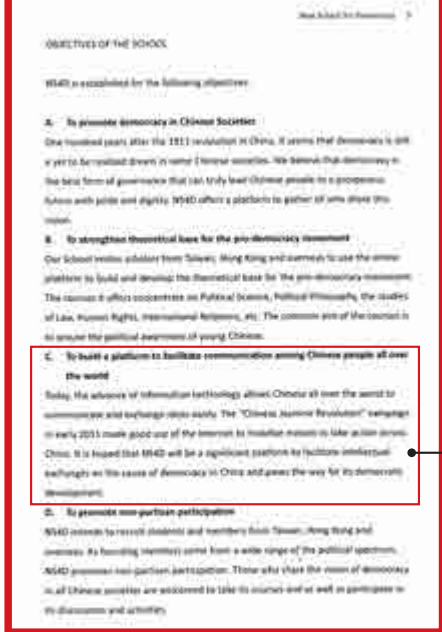 New School for Democracy
OBJECTIVES OF THE SCHOOL
NS4D is established for the following objectives:
A. To promote democracy in Chinese Societies
One hundred years after the 1911 revolution in China, it seems that democracy is still
a yet to be realized dream in some Chinese societies. We believe that democracy is
the best form of governance that can truly lead Chinese people to a prosperous
future with pride and dignity. NS4D offers a platform to gather all who share this
vision.
B. To strengthen theoretical base for the pro-democracy movement
Our School invites scholars from Taiwan, Hong Kong and overseas to use the online
platform to build and develop the theoretical base for the pro-democracy movement.
The courses it offers concentrate on Political Science, Political Philosophy, the studies
of Law, Human Rights, International Relations, etc. The common aim of the courses is
to arouse the political awareness of young Chinese.
C. To build a platform to facilitate communication among Chinese people all over
the world
Today, the advance of information technology allows Chinese all over the world to
communicate and exchange ideas easily. The "Chinese Jasmine Revolution" campaign
in early 2011 made good use of the internet to mobilize to take action across
China. It is hoped that NS4D will be a significant platform to facilitate intellectual
exchanges on the cause of democracy in China and paves the way for its democratic
development.
D. To promote non-partisan participation
NS4D intends to recruit students and members from Taiwan, Hong Kong and
overseas. As founding members come from a wide range of the political spectrum,
NS4D promotes non-partisan participation. Those who share the vision of democracy
in all Chinese societies are welcomed to take its courses and as well as participate in
its discussion and activities.